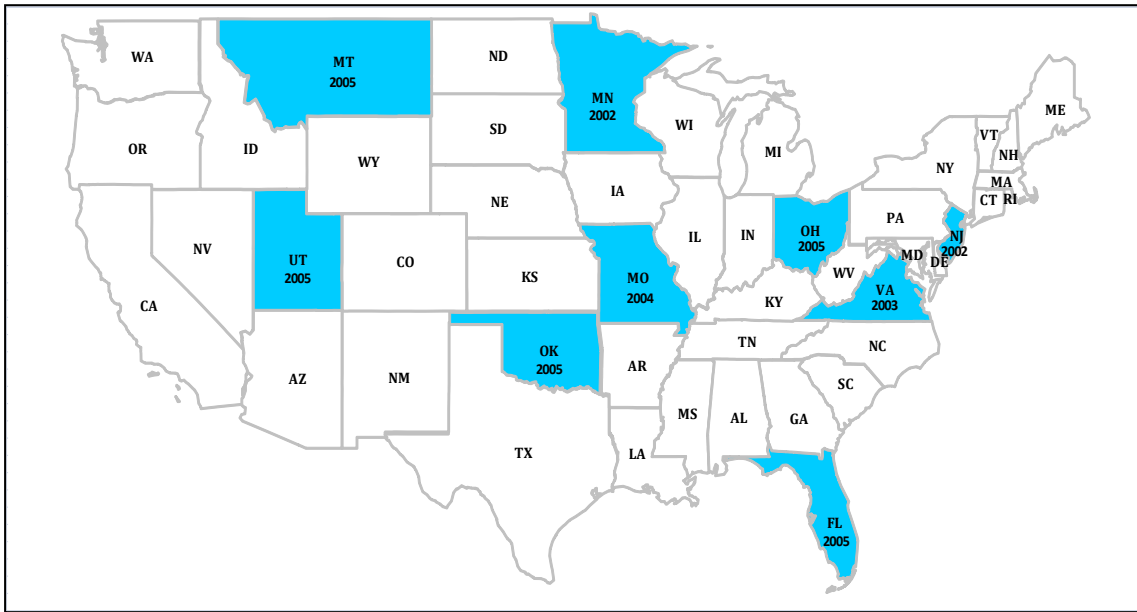 WA
MT
2005
ND
MN
2002
ME
VT
NH
OR
ID
SD
WI
MI
NY
WY
MA
CT
RI
IA
NE
PA
NJ
2002
NV
UT
2005
CO
IL
IN
OH
2005
MD
DE
KS
MO
2004
WV
VA
2003
CA
KY
TN
NC
OK
2005
AR
AZ
NM
SC
MS
AL
GA
TX
LA
FL
2005